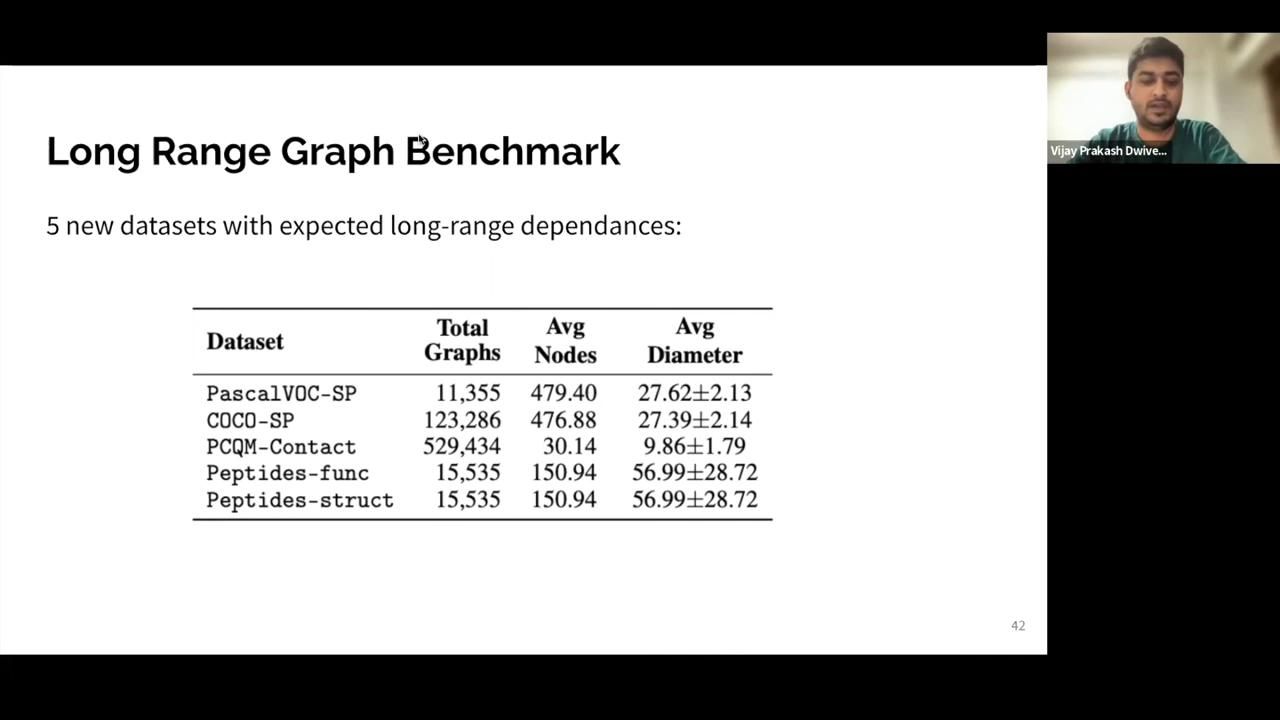 Long Range Graph Benchmark
5 new datasets with expected long-range dependances:
Dataset Total Graphs Avg Nodes Avg Diameter
PascalVOC-SP 11,355 479.40 27.62±2.13
COCO-SP 123,286 476.88 27.39±2.14
PCQM-Contact 529,434 30.14 9.86±1.79
Peptides-func 15,535 150.94 56.99±28.72
Peptides-struct 15,535 150.94 56.99±28.72
42
Vijay Prakash Dwive...